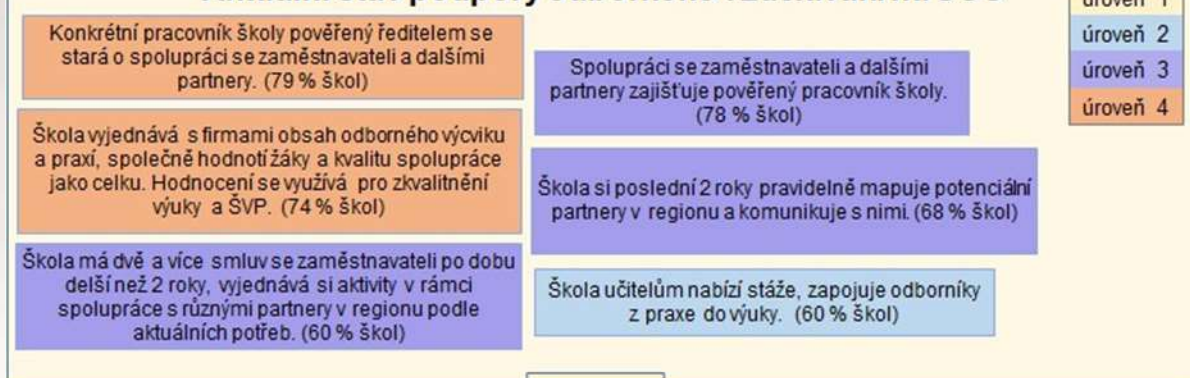 úroveň 1
úroveň 2
úroveň 3
úroveň 4
Konkrétní pracovník školy pověřený ředitelem se
stará o spolupráci se zaměstnavateli a dalšími
partnery. (79 % škol)
Spolupráci se zaměstnavateli a dalšími
partnery zajišťuje pověřený pracovník školy.
(78 % škol)
Škola vyjednává s firmami obsah odborného výcviku
a praxí, společně hodnotí žáky a kvalitu spolupráce
jako celku. Hodnocení se využívá pro zkvalitnění
výuky a ŠVP. (74 % škol)
Škola si poslední 2 roky pravidelně mapuje potenciální
partnery v regionu a komunikuje s nimi. (68 % škol)
Škola má dvě a více smluv se zaměstnavateli po dobu
delší než 2 roky, vyjednává si aktivity v rámci
spolupráce s různými partnery v regionu podle
aktuálních potřeb. (60 % škol)
Škola učitelům nabízí stáže, zapojuje odborníky
z praxe do výuky. (60 % škol)